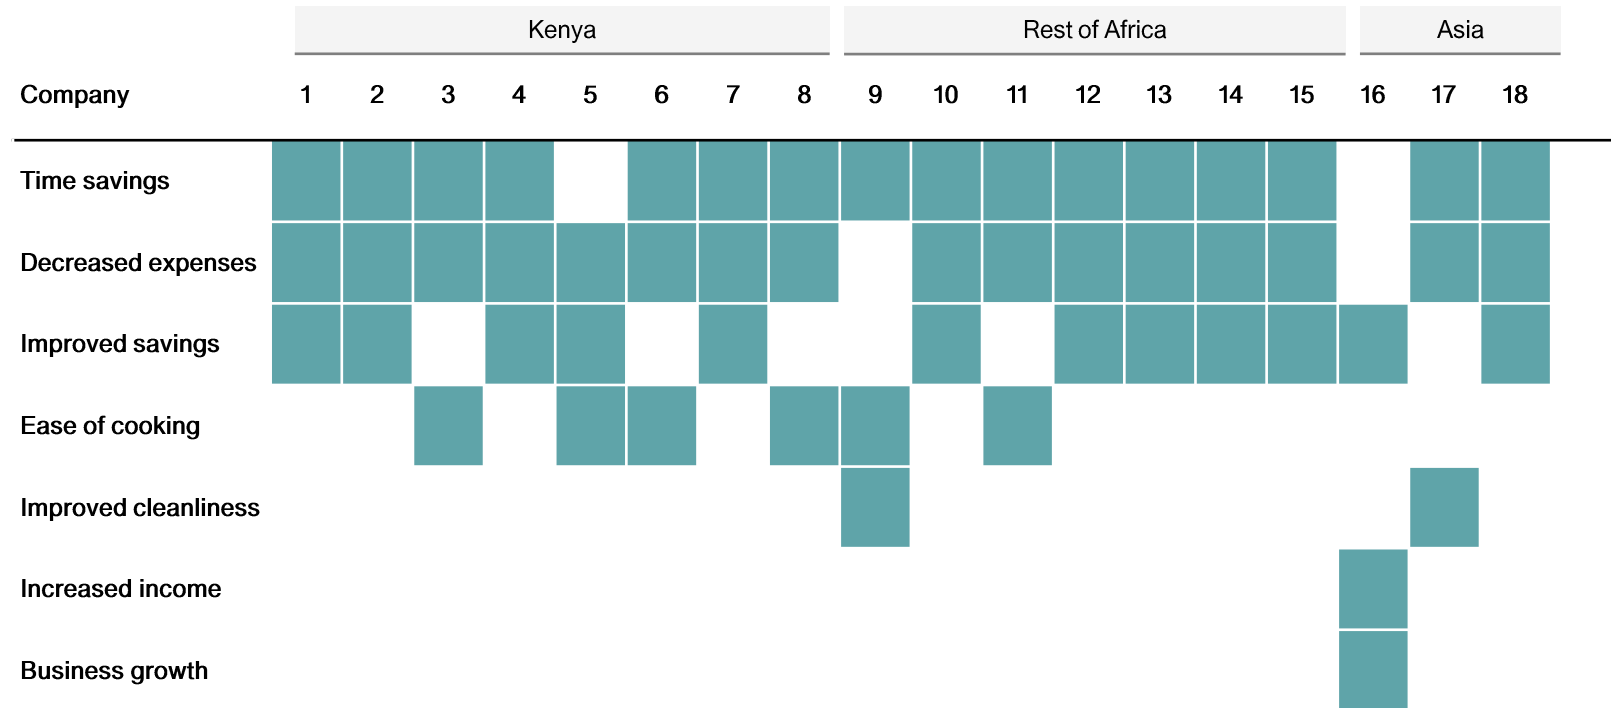 Kenya Rest of Africa Asia
Company 1 2 3 4 5 6 7 8 9 10 11 12 13 14 15 16 17 18
Time savings
Decreased expenses
Improved savings
Ease of cooking
Improved cleanliness
Increased income
Business growth